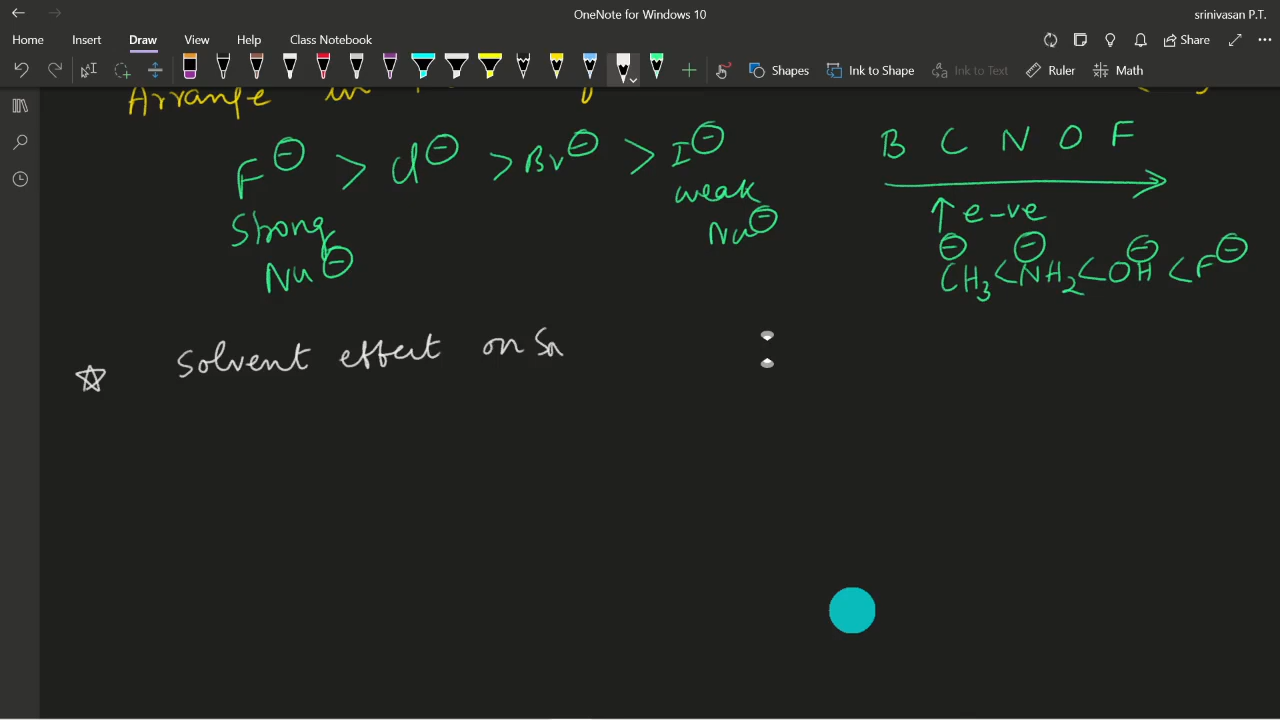 OneNote for Windows 10
srinivasan P.T.
Home Insert Draw View Help Class Notebook
Share
Shapes Ink to Shape Ink to Text Ruler Math
Arrange in
F⊖ > Cl⊖ > Br⊖ > I⊖
Strong
Nu⊖
weak
Nu⊖
B C N O F
↑ e-ve
⊖CH3 < ⊖NH2 < O⊖H < F⊖
☆ Solvent effect on Sn